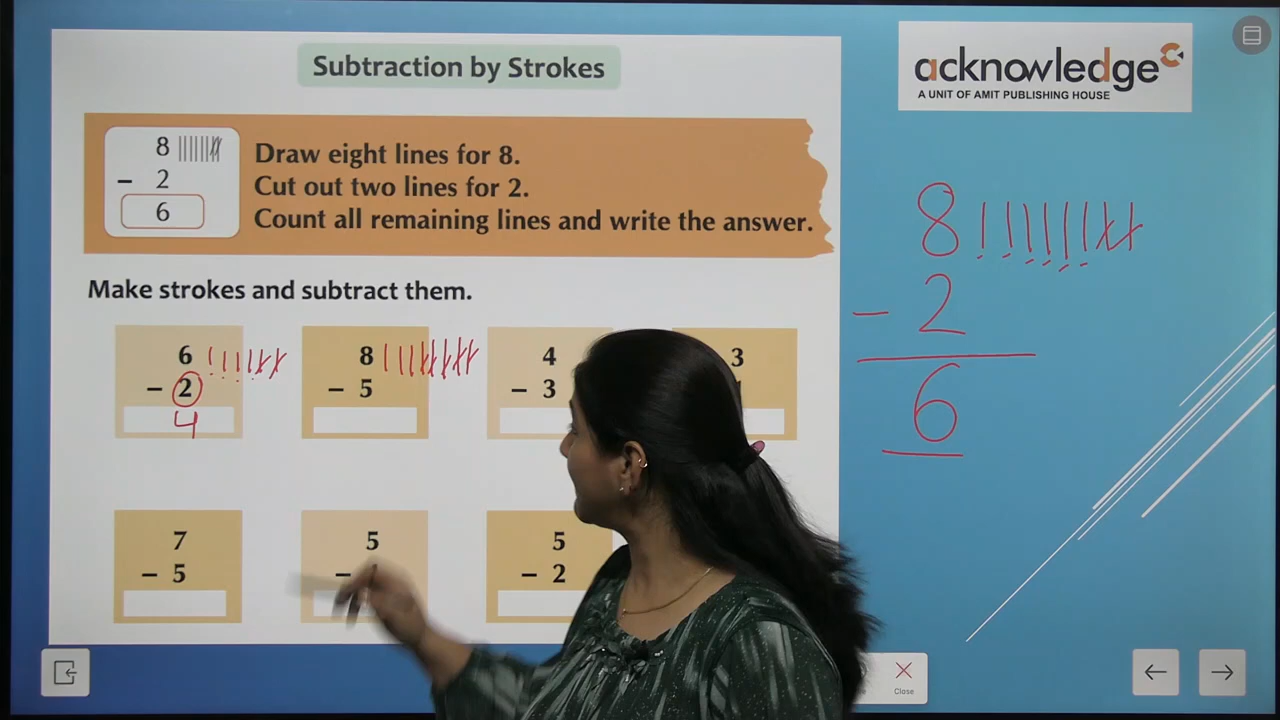 Subtraction by Strokes
acknowledge
A UNIT OF AMIT PUBLISHING HOUSE
8
- 2
6
Draw eight lines for 8.
Cut out two lines for 2.
Count all remaining lines and write the answer.
8
- 2
6
Make strokes and subtract them.
6
- 2
4
8
- 5
4
- 3
3
7
- 5
5
-
5
- 2
Close